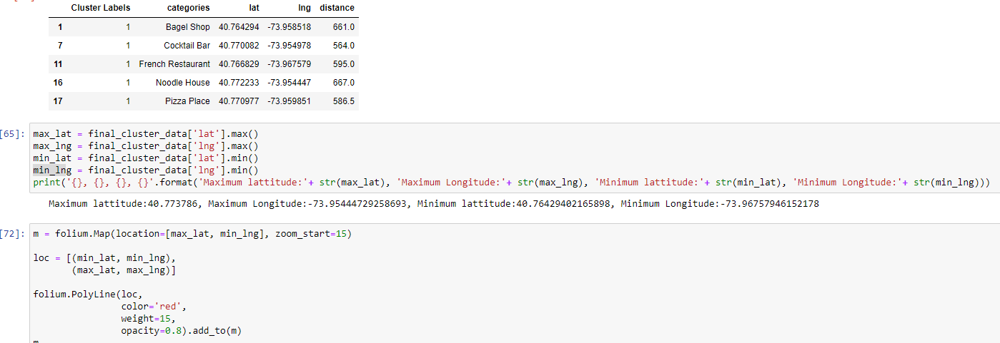 Cluster Labels categories lat lng distance
1 1 Bagel Shop 40.764294 -73.958518 661.0
7 1 Cocktail Bar 40.770082 -73.954978 564.0
11 1 French Restaurant 40.766829 -73.967579 595.0
16 1 Noodle House 40.772233 -73.954447 667.0
17 1 Pizza Place 40.770977 -73.959851 586.5
[65]: max_lat = final_cluster_data['lat'].max()
max_lng = final_cluster_data['lng'].max()
min_lat = final_cluster_data['lat'].min()
min_lng = final_cluster_data['lng'].min()
print('{}, {}, {}, {}'.format('Maximum lattitude:'+ str(max_lat), 'Maximum Longitude:'+ str(max_lng), 'Minimum lattitude:'+ str(min_lat), 'Minimum Longitude:'+ str(min_lng)))
Maximum lattitude:40.773786, Maximum Longitude:-73.95444729258693, Minimum lattitude:40.76429402165898, Minimum Longitude:-73.96757946152178
[72]: m = folium.Map(location=[max_lat, min_lng], zoom_start=15)
loc = [(min_lat, min_lng),
(max_lat, max_lng)]
folium.PolyLine(loc,
color='red',
weight=15,
opacity=0.8).add_to(m)